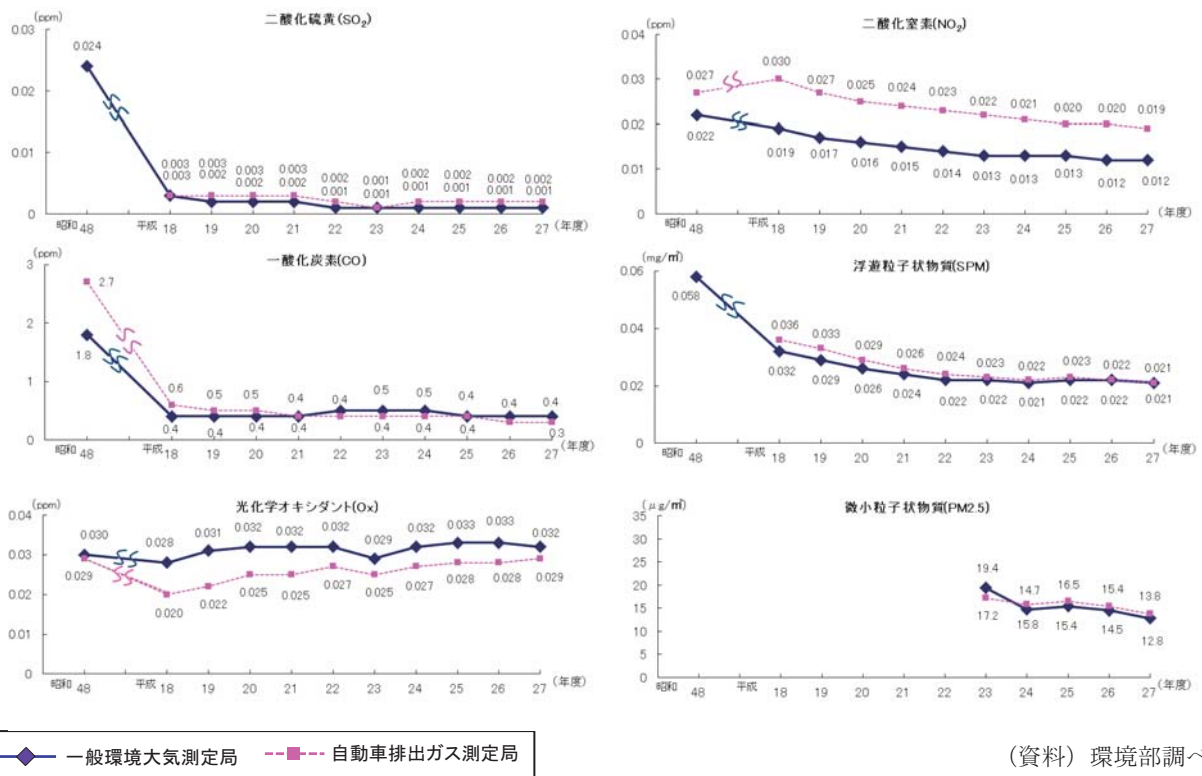 (ppm)
二酸化硫黄(SO₂)
0.03
0.02
0.01
0
0.024
0.003 0.003 0.003 0.003 0.002 0.001 0.002 0.002 0.002 0.002
0.003 0.002 0.002 0.002 0.001 0.001 0.001 0.001 0.001 0.001
昭和 48 平成 18 19 20 21 22 23 24 25 26 27 (年度)
(ppm)
二酸化窒素(NO₂)
0.04
0.03
0.02
0.01
0
0.027 0.030 0.027 0.025 0.024 0.023 0.022 0.021 0.020 0.020 0.019
0.022 0.019 0.017 0.016 0.015 0.014 0.013 0.013 0.013 0.012 0.012
昭和 48 平成 18 19 20 21 22 23 24 25 26 27 (年度)
(ppm)
一酸化炭素(CO)
3
2
1
0
2.7 0.6 0.5 0.5 0.4 0.4 0.5 0.5 0.4 0.4 0.4
1.8 0.4 0.4 0.4 0.4 0.4 0.4 0.3
昭和 48 平成 18 19 20 21 22 23 24 25 26 27 (年度)
(mg/㎥)
浮遊粒子状物質(SPM)
0.06
0.04
0.02
0
0.058
0.036 0.033 0.029 0.026 0.024 0.023 0.022 0.023 0.022 0.021
0.032 0.029 0.026 0.024 0.022 0.022 0.021 0.022 0.022 0.021
昭和 48 平成 18 19 20 21 22 23 24 25 26 27 (年度)
(ppm)
光化学オキシダント(Ox)
0.04
0.03
0.02
0.01
0
0.030 0.028 0.031 0.032 0.032 0.032 0.029 0.032 0.033 0.033 0.032
0.029 0.020 0.022 0.025 0.025 0.027 0.025 0.027 0.028 0.028 0.029
昭和 48 平成 18 19 20 21 22 23 24 25 26 27 (年度)
(μg/㎥)
微小粒子状物質(PM2.5)
35
30
25
20
15
10
5
0
19.4 14.7 16.5 15.4 13.8
17.2 15.8 15.4 14.5 12.8
昭和 48 平成 18 19 20 21 22 23 24 25 26 27 (年度)
一般環境大気測定局 自動車排出ガス測定局
(資料) 環境部調べ